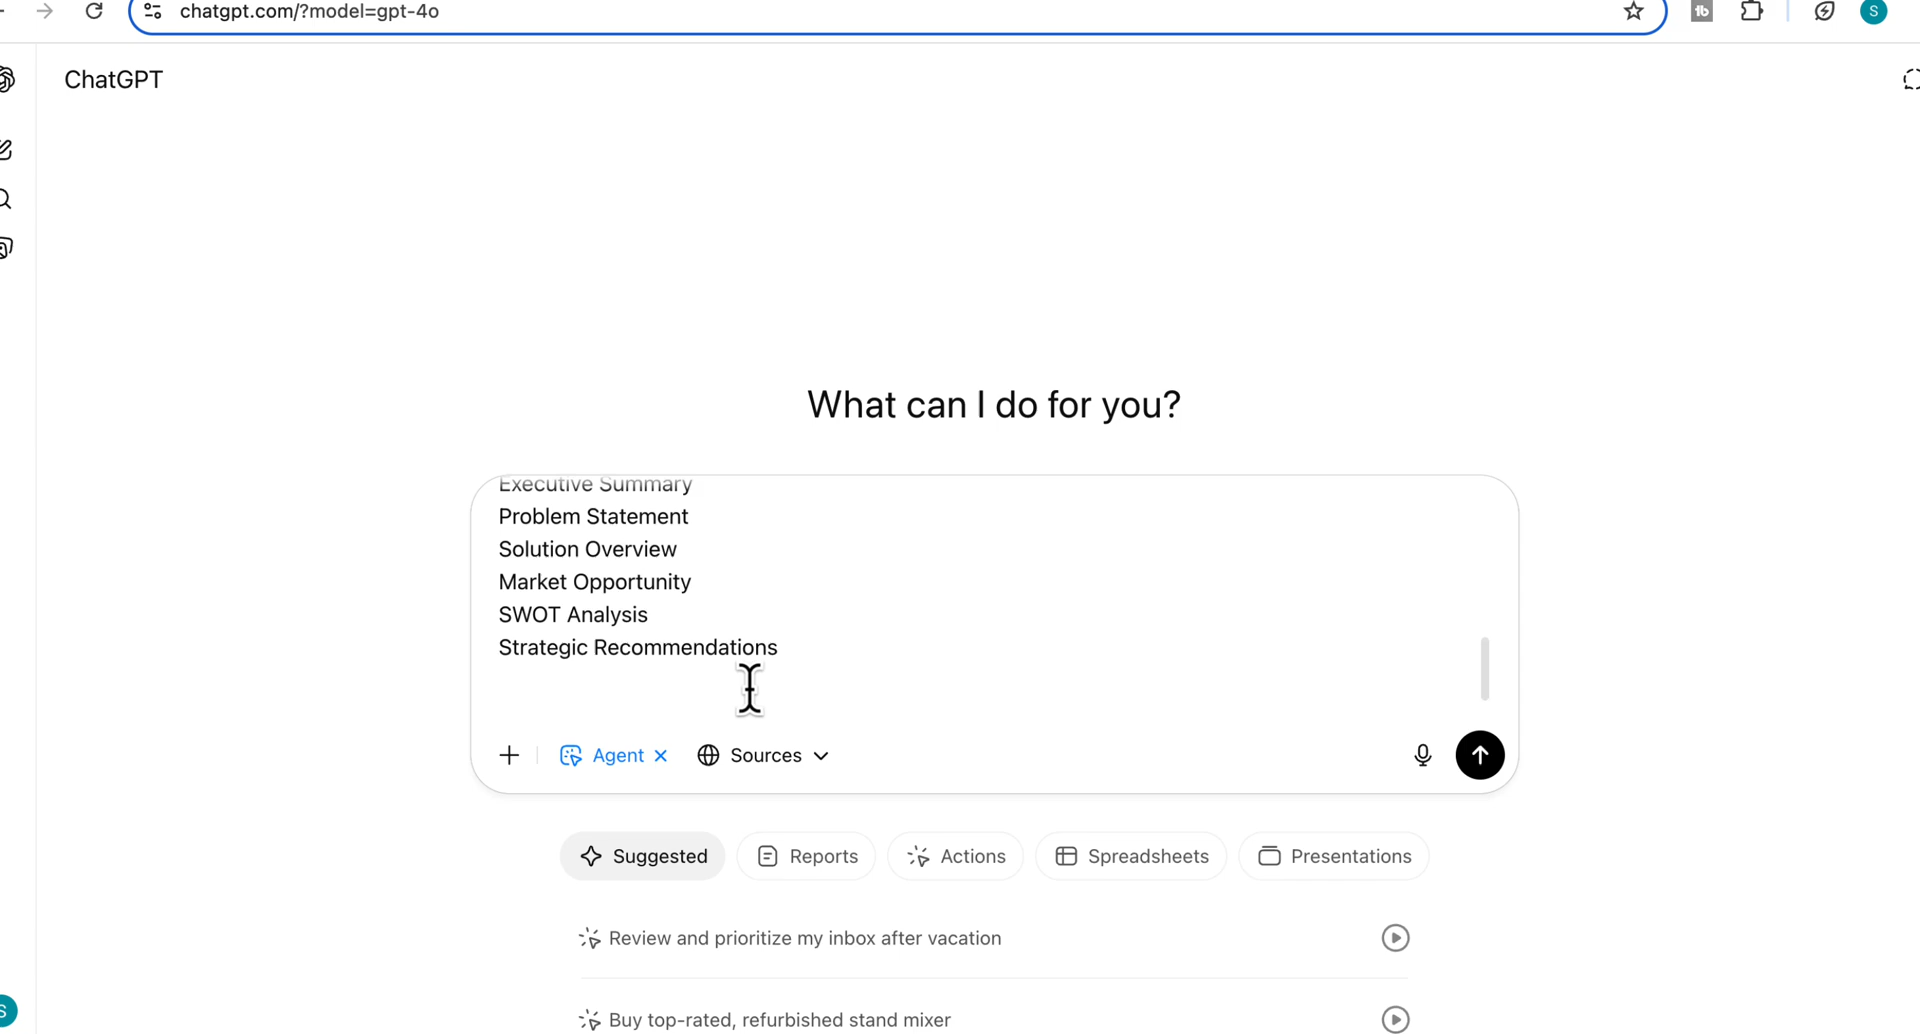 chatgpt.com/?model=gpt-4o
tb
S
ChatGPT
What can I do for you?
Executive Summary
Problem Statement
Solution Overview
Market Opportunity
SWOT Analysis
Strategic Recommendations
Agent
Sources
Suggested
Reports
Actions
Spreadsheets
Presentations
Review and prioritize my inbox after vacation
S
Buy top-rated, refurbished stand mixer